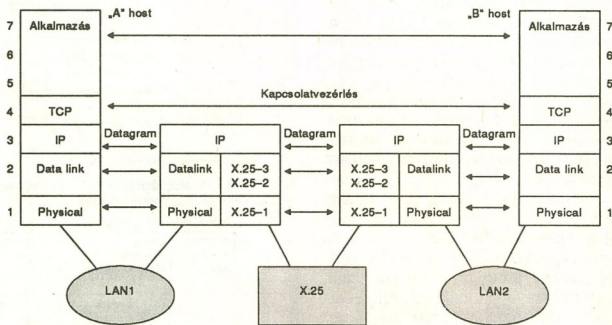 „A" host
„B" host
7 Alkalmazás
Alkalmazás 7
6
6
5
5
Kapcsolatvezérlés
4 TCP
TCP 4
3 IP Datagram IP Datagram IP Datagram IP 3
2 Data link Datalink X.25–3 X.25–3 Datalink Data link 2
X.25–2 X.25–2
1 Physical Physical X.25–1 X.25–1 Physical Physical 1
LAN1 X.25 LAN2